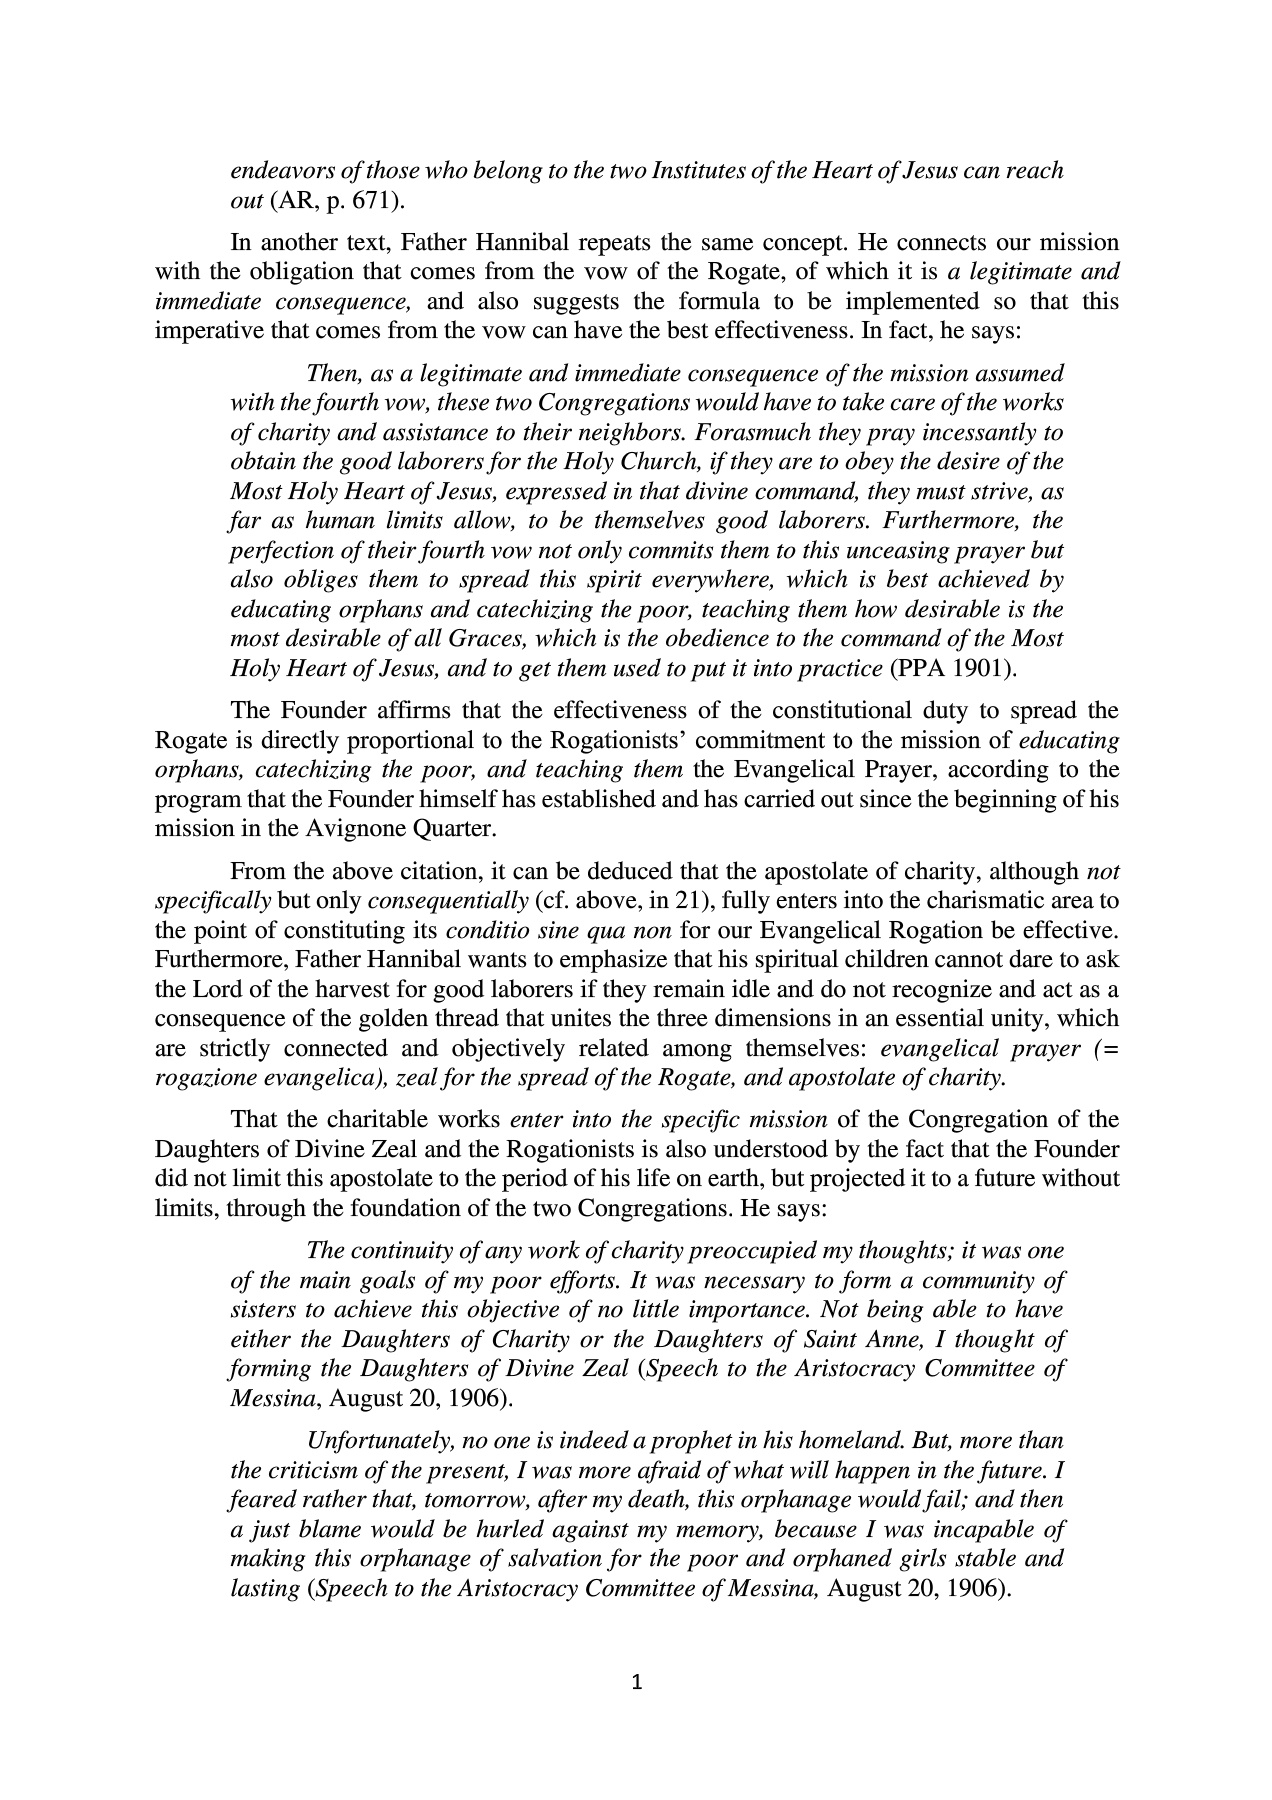 endeavors of those who belong to the two Institutes of the Heart of Jesus can reach
out (AR, p. 671).
In another text, Father Hannibal repeats the same concept. He connects our mission
with the obligation that comes from the vow of the Rogate, of which it is a legitimate and
immediate consequence, and also suggests the formula to be implemented so that this
imperative that comes from the vow can have the best effectiveness. In fact, he says:
Then, as a legitimate and immediate consequence of the mission assumed
with the fourth vow, these two Congregations would have to take care of the works
of charity and assistance to their neighbors. Forasmuch they pray incessantly to
obtain the good laborers for the Holy Church, if they are to obey the desire of the
Most Holy Heart of Jesus, expressed in that divine command, they must strive, as
far as human limits allow, to be themselves good laborers. Furthermore, the
perfection of their fourth vow not only commits them to this unceasing prayer but
also obliges them to spread this spirit everywhere, which is best achieved by
educating orphans and catechizing the poor, teaching them how desirable is the
most desirable of all Graces, which is the obedience to the command of the Most
Holy Heart of Jesus, and to get them used to put it into practice (PPA 1901).
The Founder affirms that the effectiveness of the constitutional duty to spread the
Rogate is directly proportional to the Rogationists’ commitment to the mission of educating
orphans, catechizing the poor, and teaching them the Evangelical Prayer, according to the
program that the Founder himself has established and has carried out since the beginning of his
mission in the Avignone Quarter.
From the above citation, it can be deduced that the apostolate of charity, although not
specifically but only consequentially (cf. above, in 21), fully enters into the charismatic area to
the point of constituting its conditio sine qua non for our Evangelical Rogation be effective.
Furthermore, Father Hannibal wants to emphasize that his spiritual children cannot dare to ask
the Lord of the harvest for good laborers if they remain idle and do not recognize and act as a
consequence of the golden thread that unites the three dimensions in an essential unity, which
are strictly connected and objectively related among themselves: evangelical prayer (=
rogazione evangelica), zeal for the spread of the Rogate, and apostolate of charity.
That the charitable works enter into the specific mission of the Congregation of the
Daughters of Divine Zeal and the Rogationists is also understood by the fact that the Founder
did not limit this apostolate to the period of his life on earth, but projected it to a future without
limits, through the foundation of the two Congregations. He says:
The continuity of any work of charity preoccupied my thoughts; it was one
of the main goals of my poor efforts. It was necessary to form a community of
sisters to achieve this objective of no little importance. Not being able to have
either the Daughters of Charity or the Daughters of Saint Anne, I thought of
forming the Daughters of Divine Zeal (Speech to the Aristocracy Committee of
Messina, August 20, 1906).
Unfortunately, no one is indeed a prophet in his homeland. But, more than
the criticism of the present, I was more afraid of what will happen in the future. I
feared rather that, tomorrow, after my death, this orphanage would fail; and then
a just blame would be hurled against my memory, because I was incapable of
making this orphanage of salvation for the poor and orphaned girls stable and
lasting (Speech to the Aristocracy Committee of Messina, August 20, 1906).
1